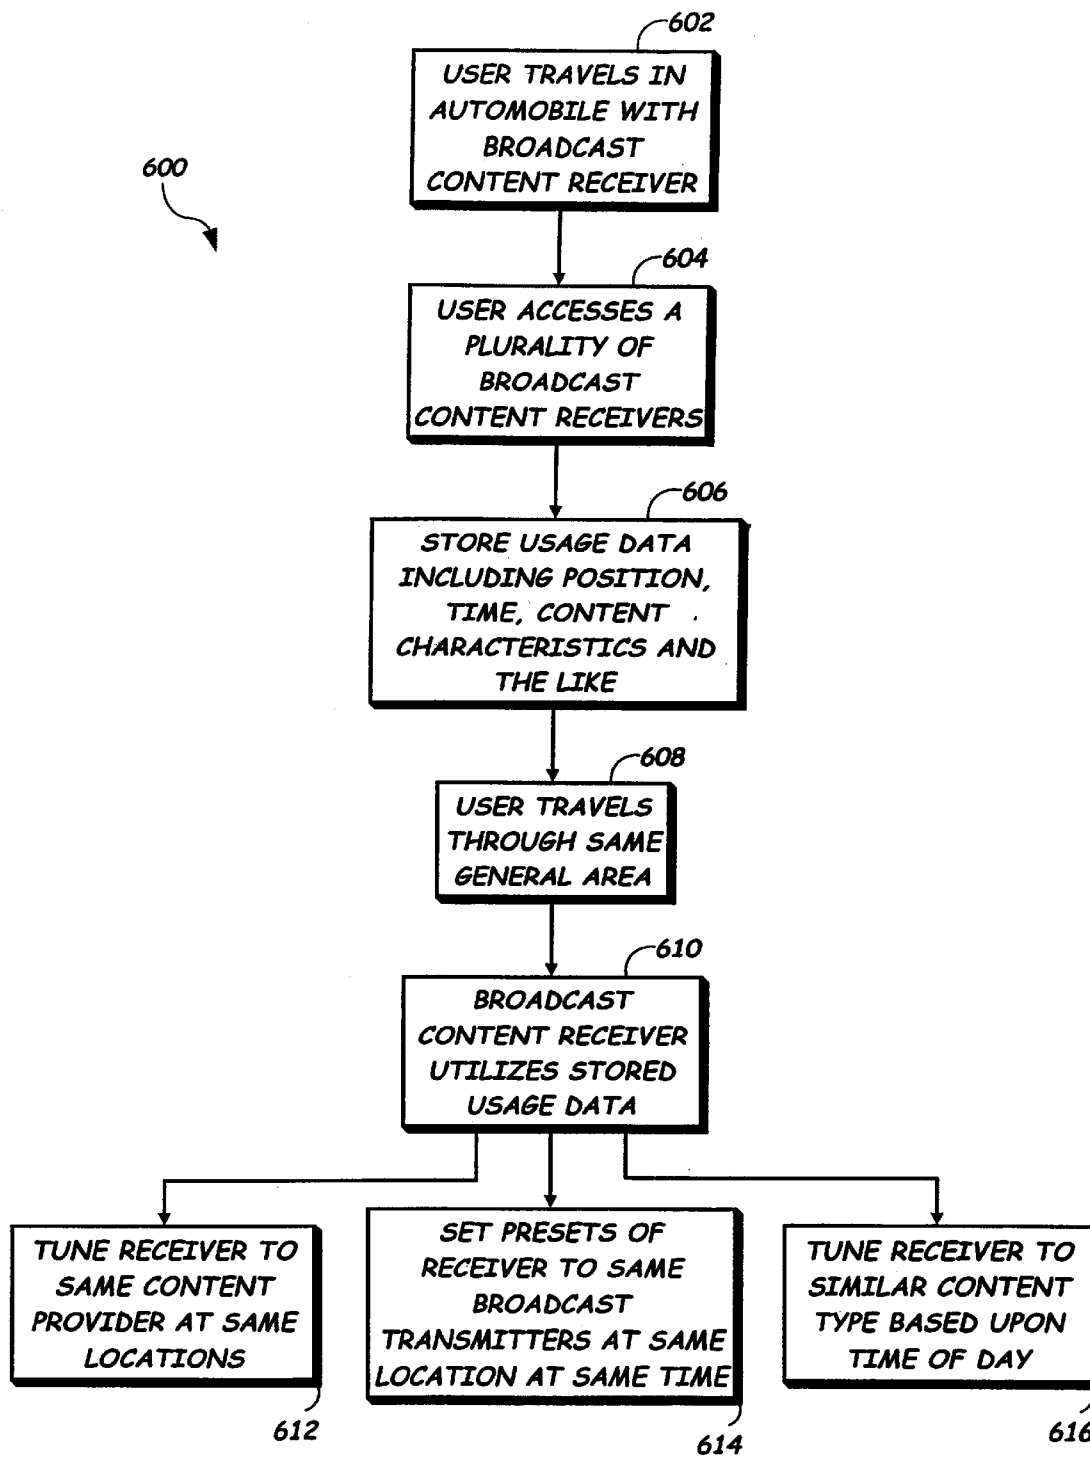 602
USER TRAVELS IN
AUTOMOBILE WITH
BROADCAST
CONTENT RECEIVER
600
604
USER ACCESSES A
PLURALITY OF
BROADCAST
CONTENT RECEIVERS
606
STORE USAGE DATA
INCLUDING POSITION,
TIME, CONTENT
CHARACTERISTICS AND
THE LIKE
608
USER TRAVELS
THROUGH SAME
GENERAL AREA
610
BROADCAST
CONTENT RECEIVER
UTILIZES STORED
USAGE DATA
TUNE RECEIVER TO
SAME CONTENT
PROVIDER AT SAME
LOCATIONS
612
SET PRESETS OF
RECEIVER TO SAME
BROADCAST
TRANSMITTERS AT SAME
LOCATION AT SAME TIME
614
TUNE RECEIVER TO
SIMILAR CONTENT
TYPE BASED UPON
TIME OF DAY
616